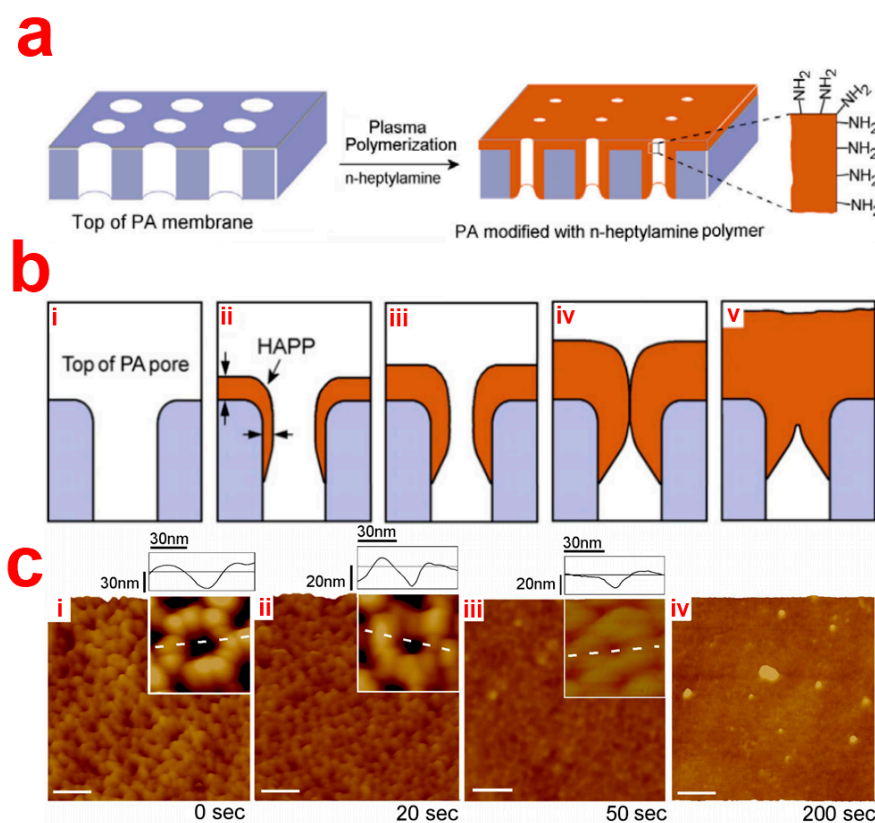 a
Plasma
Polymerization
n-heptylamine
NH2
NH2
NH2
NH2
NH2
NH2
NH2
Top of PA membrane
PA modified with n-heptylamine polymer
b
i
ii
iii
iv
v
Top of PA pore
HAPP
c
30nm
30nm
30nm
30nm
20nm
20nm
i
ii
iii
iv
0 sec
20 sec
50 sec
200 sec